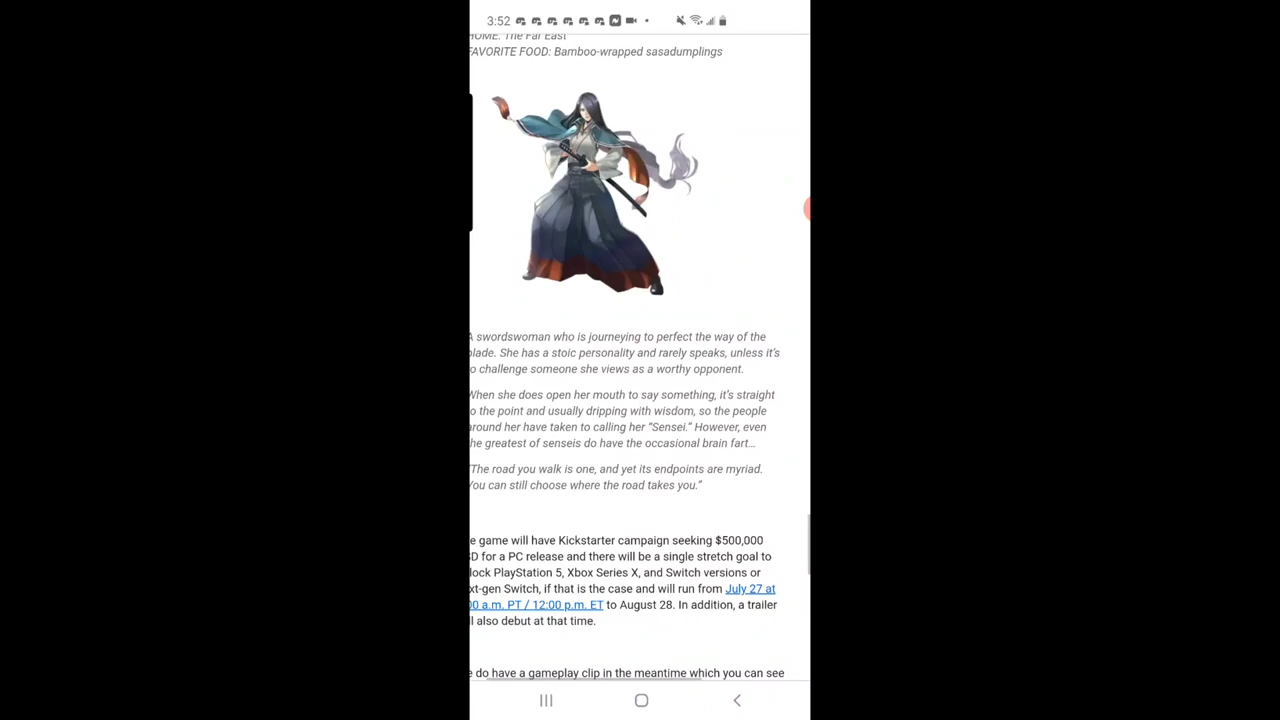 3:52
HOME: The Far East
FAVORITE FOOD: Bamboo-wrapped sasadumplings
A swordswoman who is journeying to perfect the way of the
blade. She has a stoic personality and rarely speaks, unless it's
o challenge someone she views as a worthy opponent.
When she does open her mouth to say something, it's straight
o the point and usually dripping with wisdom, so the people
around her have taken to calling her “Sensei.” However, even
he greatest of senseis do have the occasional brain fart…
“The road you walk is one, and yet its endpoints are myriad.
You can still choose where the road takes you.”
e game will have Kickstarter campaign seeking $500,000
SD for a PC release and there will be a single stretch goal to
lock PlayStation 5, Xbox Series X, and Switch versions or
xt-gen Switch, if that is the case and will run from July 27 at
00 a.m. PT / 12:00 p.m. ET to August 28. In addition, a trailer
ll also debut at that time.
e do have a gameplay clip in the meantime which you can see